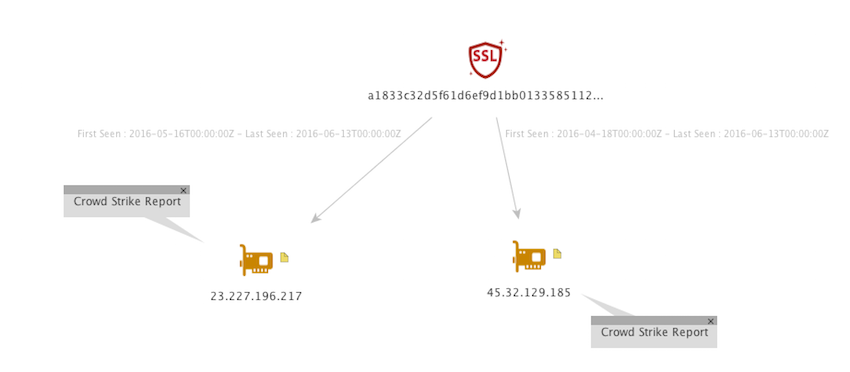 SSL
a1833c32d5f61d6ef9d1bb0133585112...
First Seen : 2016-05-16T00:00:00Z - Last Seen : 2016-06-13T00:00:00Z
First Seen : 2016-04-18T00:00:00Z - Last Seen : 2016-06-13T00:00:00Z
Crowd Strike Report
23.227.196.217
45.32.129.185
Crowd Strike Report